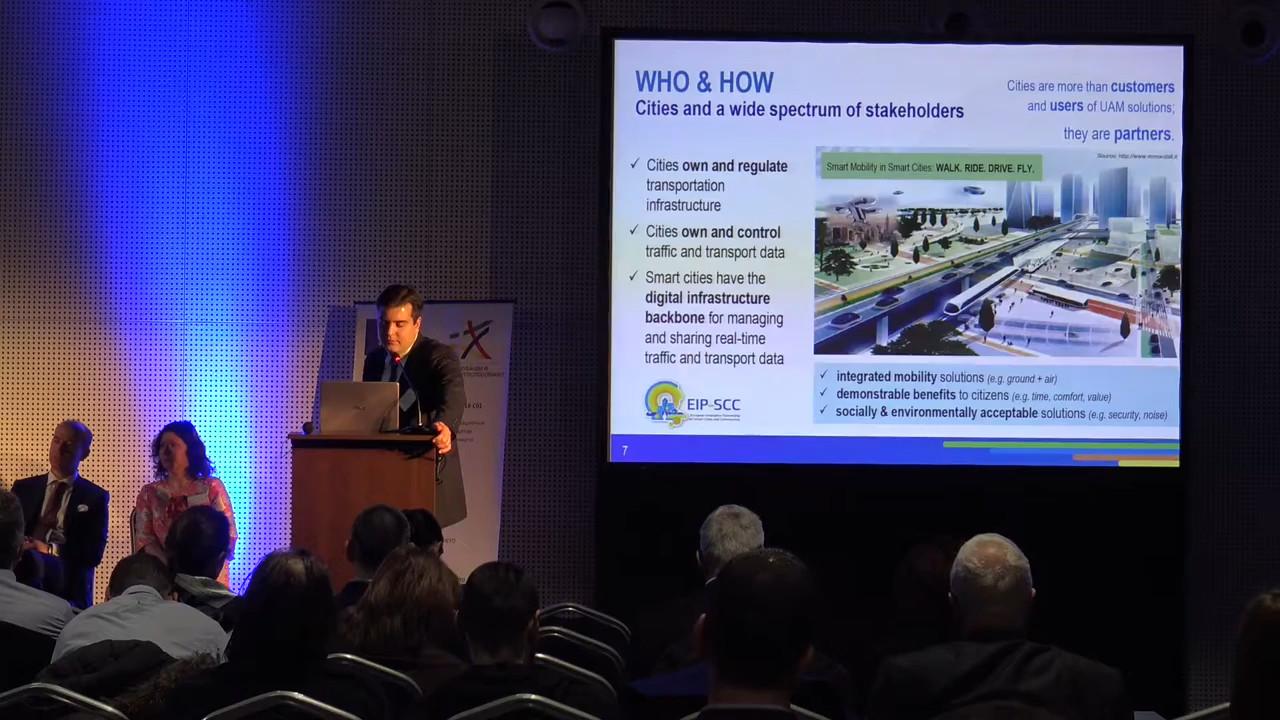 WHO & HOW
Cities and a wide spectrum of stakeholders
Cities are more than customers
and users of UAM solutions;
they are partners.
✓ Cities own and regulate
transportation
infrastructure
✓ Cities own and control
traffic and transport data
✓ Smart cities have the
digital infrastructure
backbone for managing
and sharing real-time
traffic and transport data
Smart Mobility in Smart Cities: WALK. RIDE. DRIVE. FLY.
✓ integrated mobility solutions (e.g. ground + air)
✓ demonstrable benefits to citizens (e.g. time, comfort, value)
✓ socially & environmentally acceptable solutions (e.g. security, noise)
EIP-SCC
7